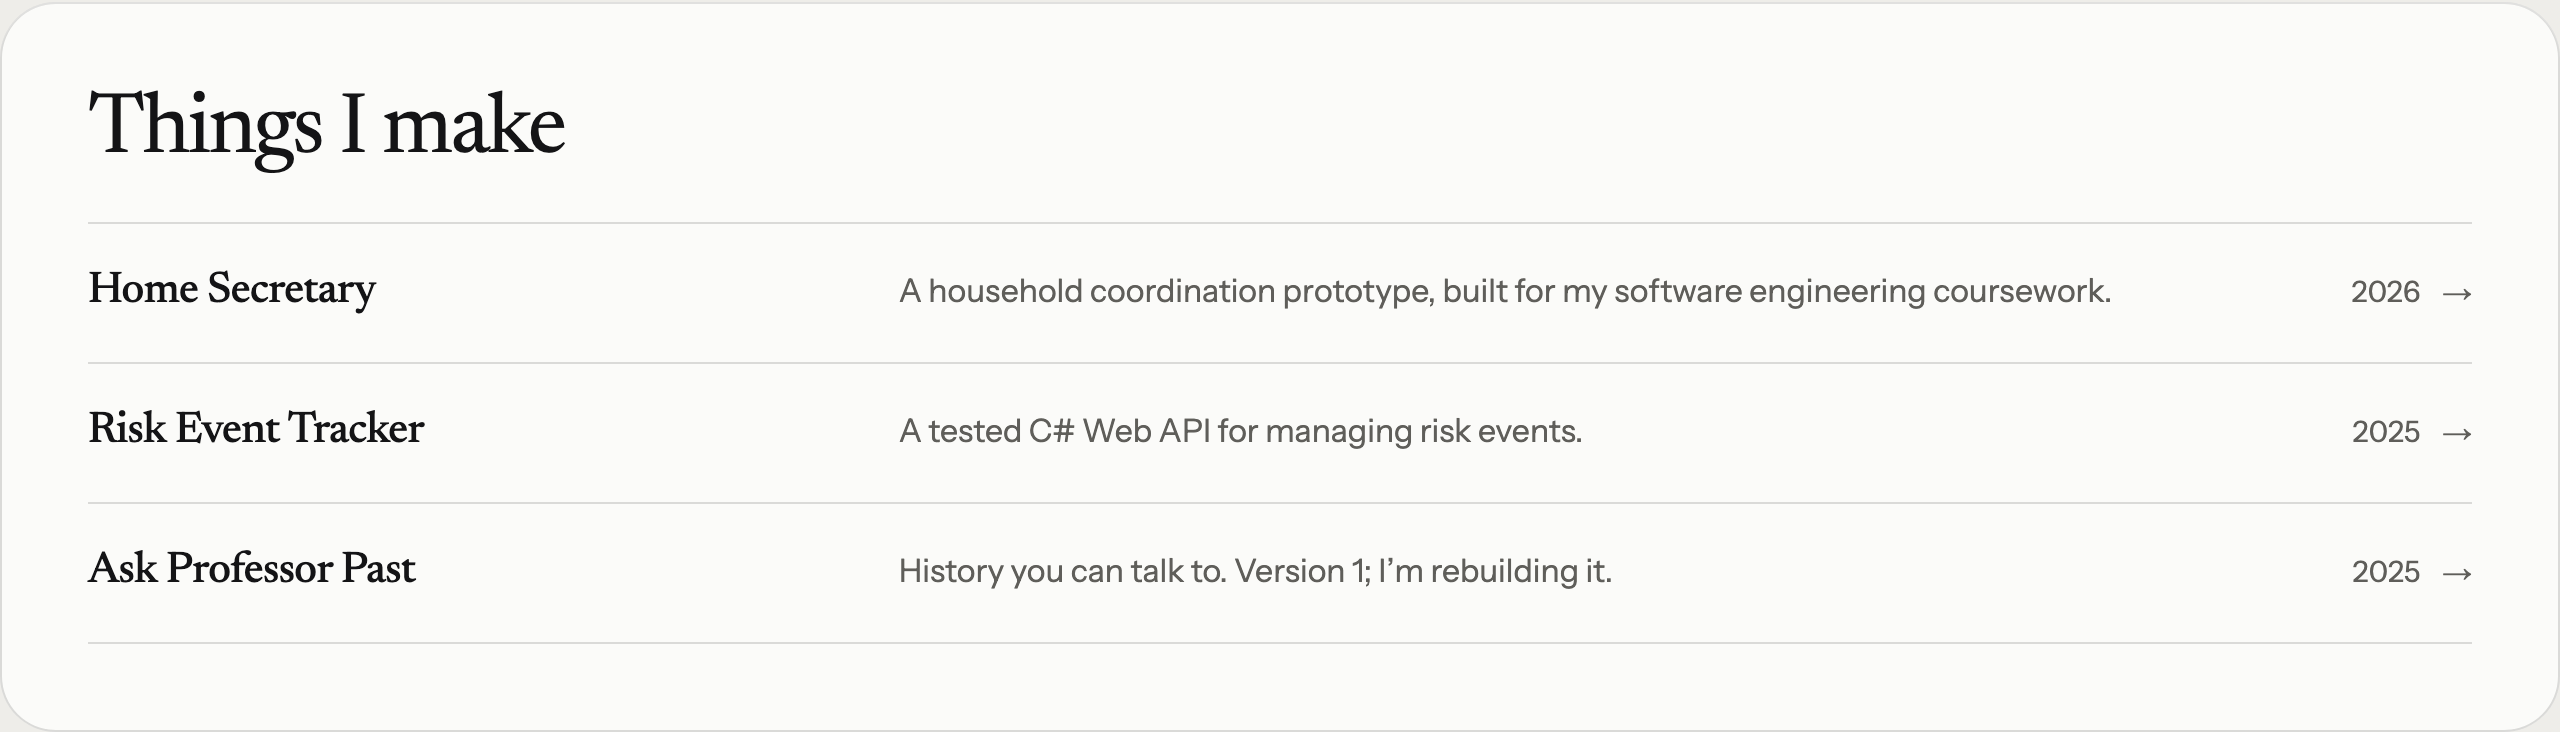 Things I make
Home Secretary A household coordination prototype, built for my software engineering coursework. 2026 →
Risk Event Tracker A tested C# Web API for managing risk events. 2025 →
Ask Professor Past History you can talk to. Version 1; I’m rebuilding it. 2025 →